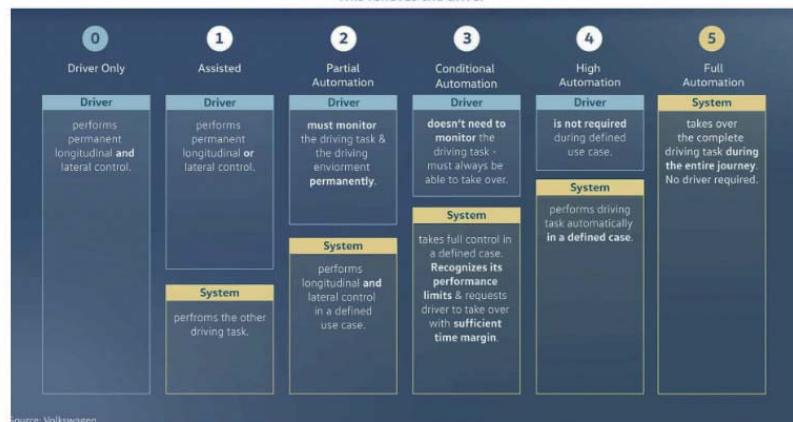 0
Driver Only
Driver
performs
permanent
longitudinal and
lateral control.
1
Assisted
Driver
performs
permanent
longitudinal or
lateral control.
System
perfroms the other
driving task.
2
Partial
Automation
Driver
must monitor
the driving task &
the driving
enviorment
permanently.
System
performs
longitudinal and
lateral control
in a defined
use case.
3
Conditional
Automation
Driver
doesn't need to
monitor the
driving task -
must always be
able to take over.
System
takes full control in
a defined case.
Recognizes its
performance
limits & requests
driver to take over
with sufficient
time margin.
4
High
Automation
Driver
is not required
during defined
use case.
System
performs driving
task automatically
in a defined case.
5
Full
Automation
System
takes over
the complete
driving task during
the entire journey.
No driver required.
Source: Volkswagen